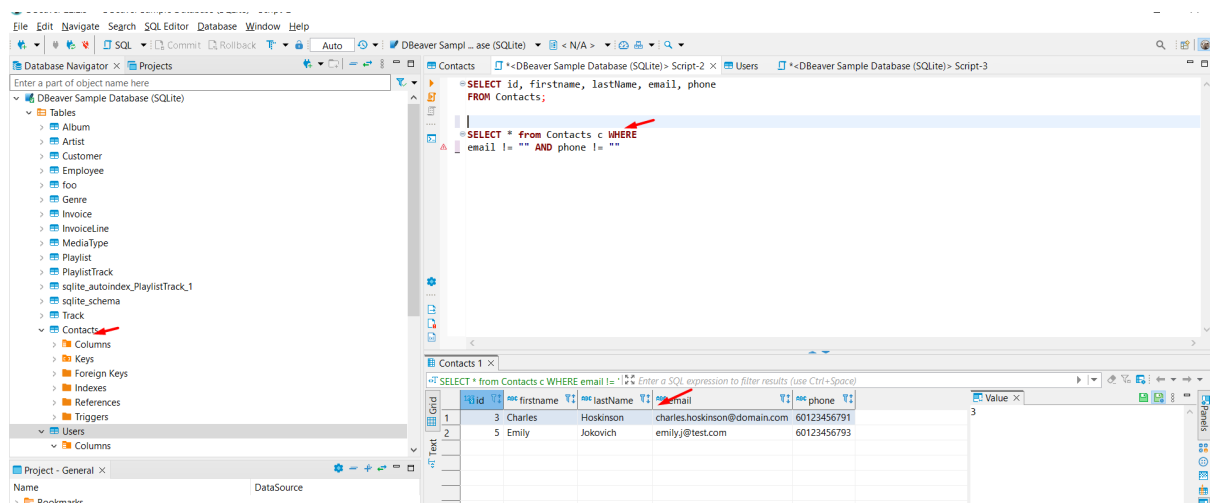 File Edit Navigate Search SQL Editor Database Window Help
SQL Commit Rollback Auto DBeaver Sampl ... ase (SQLite) < N/A >
Database Navigator Projects
Enter a part of object name here
DBeaver Sample Database (SQLite)
Tables
Album
Artist
Customer
Employee
foo
Genre
Invoice
InvoiceLine
MediaType
Playlist
PlaylistTrack
sqlite_autoindex_PlaylistTrack_1
sqlite_schema
Track
Contacts
Columns
Keys
Foreign Keys
Indexes
References
Triggers
Users
Columns
Project - General
Name DataSource
Bookmarks
Contacts *<DBeaver Sample Database (SQLite)> Script-2 Users *<DBeaver Sample Database (SQLite)> Script-3
SELECT id, firstname, lastName, email, phone
FROM Contacts;
SELECT * from Contacts c WHERE
email != "" AND phone != ""
Contacts 1
SELECT * from Contacts c WHERE email != ' Enter a SQL expression to filter results (use Ctrl+Space)
Grid
Text
id firstname lastName email phone
1 3 Charles Hoskinson charles.hoskinson@domain.com 60123456791
2 5 Emily Jokovich emily.j@test.com 60123456793
Value
3
Panels